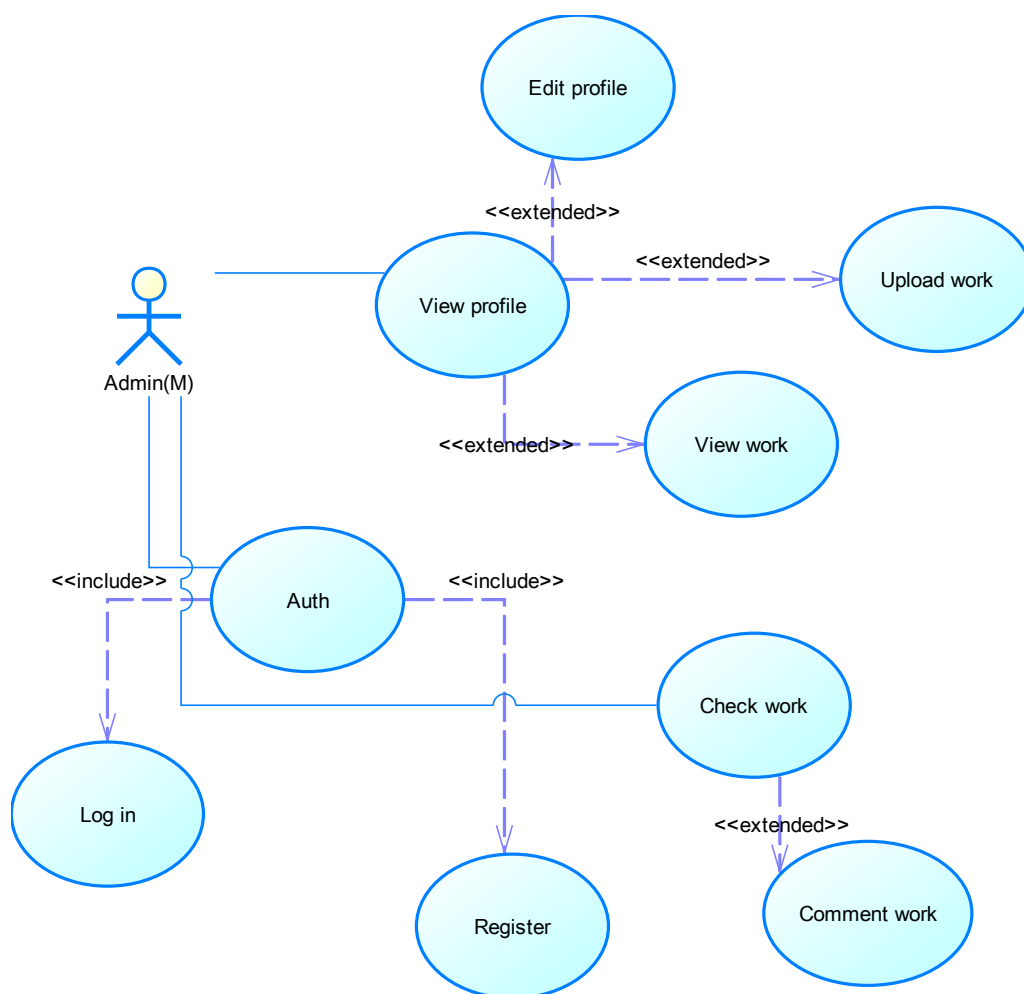 Edit profile
<<extended>>
<<extended>>
Upload work
View profile
Admin(M)
<<extended>>
View work
<<include>>
<<include>>
Auth
Check work
Log in
<<extended>>
Comment work
Register